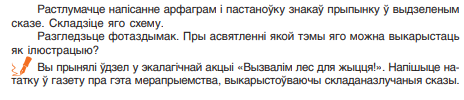 Растлумачце напісанне арфаграм і пастаноўку знакаў прыпынку ў выдзеленым
сказе. Складзіце яго схему.
Разгледзьце фотаздымак. Пры асвятленні якой тэмы яго можна выкарыстаць
як ілюстрацыю?
Вы прынялі ўдзел у экалагічнай акцыі «Вызвалім лес для жыцця!». Напішыце на-
татку ў газету пра гэта мерапрыемства, выкарыстоўваючы складаназлучаныя сказы.